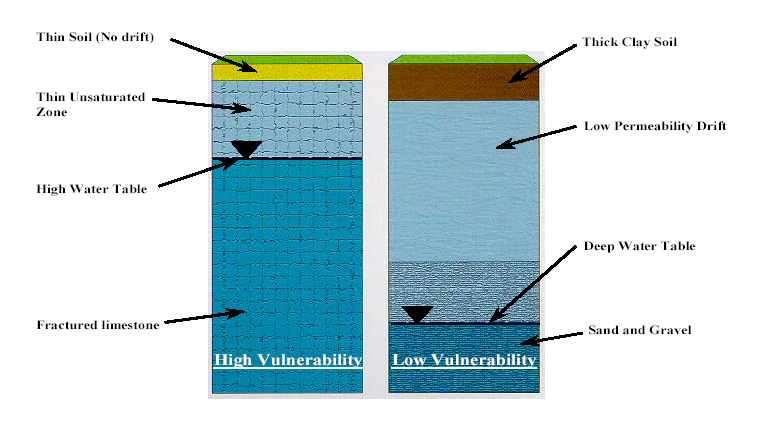 Thin Soil (No drift)
Thin Unsaturated
Zone
High Water Table
Fractured limestone
High Vulnerability
Thick Clay Soil
Low Permeability Drift
Deep Water Table
Sand and Gravel
Low Vulnerability